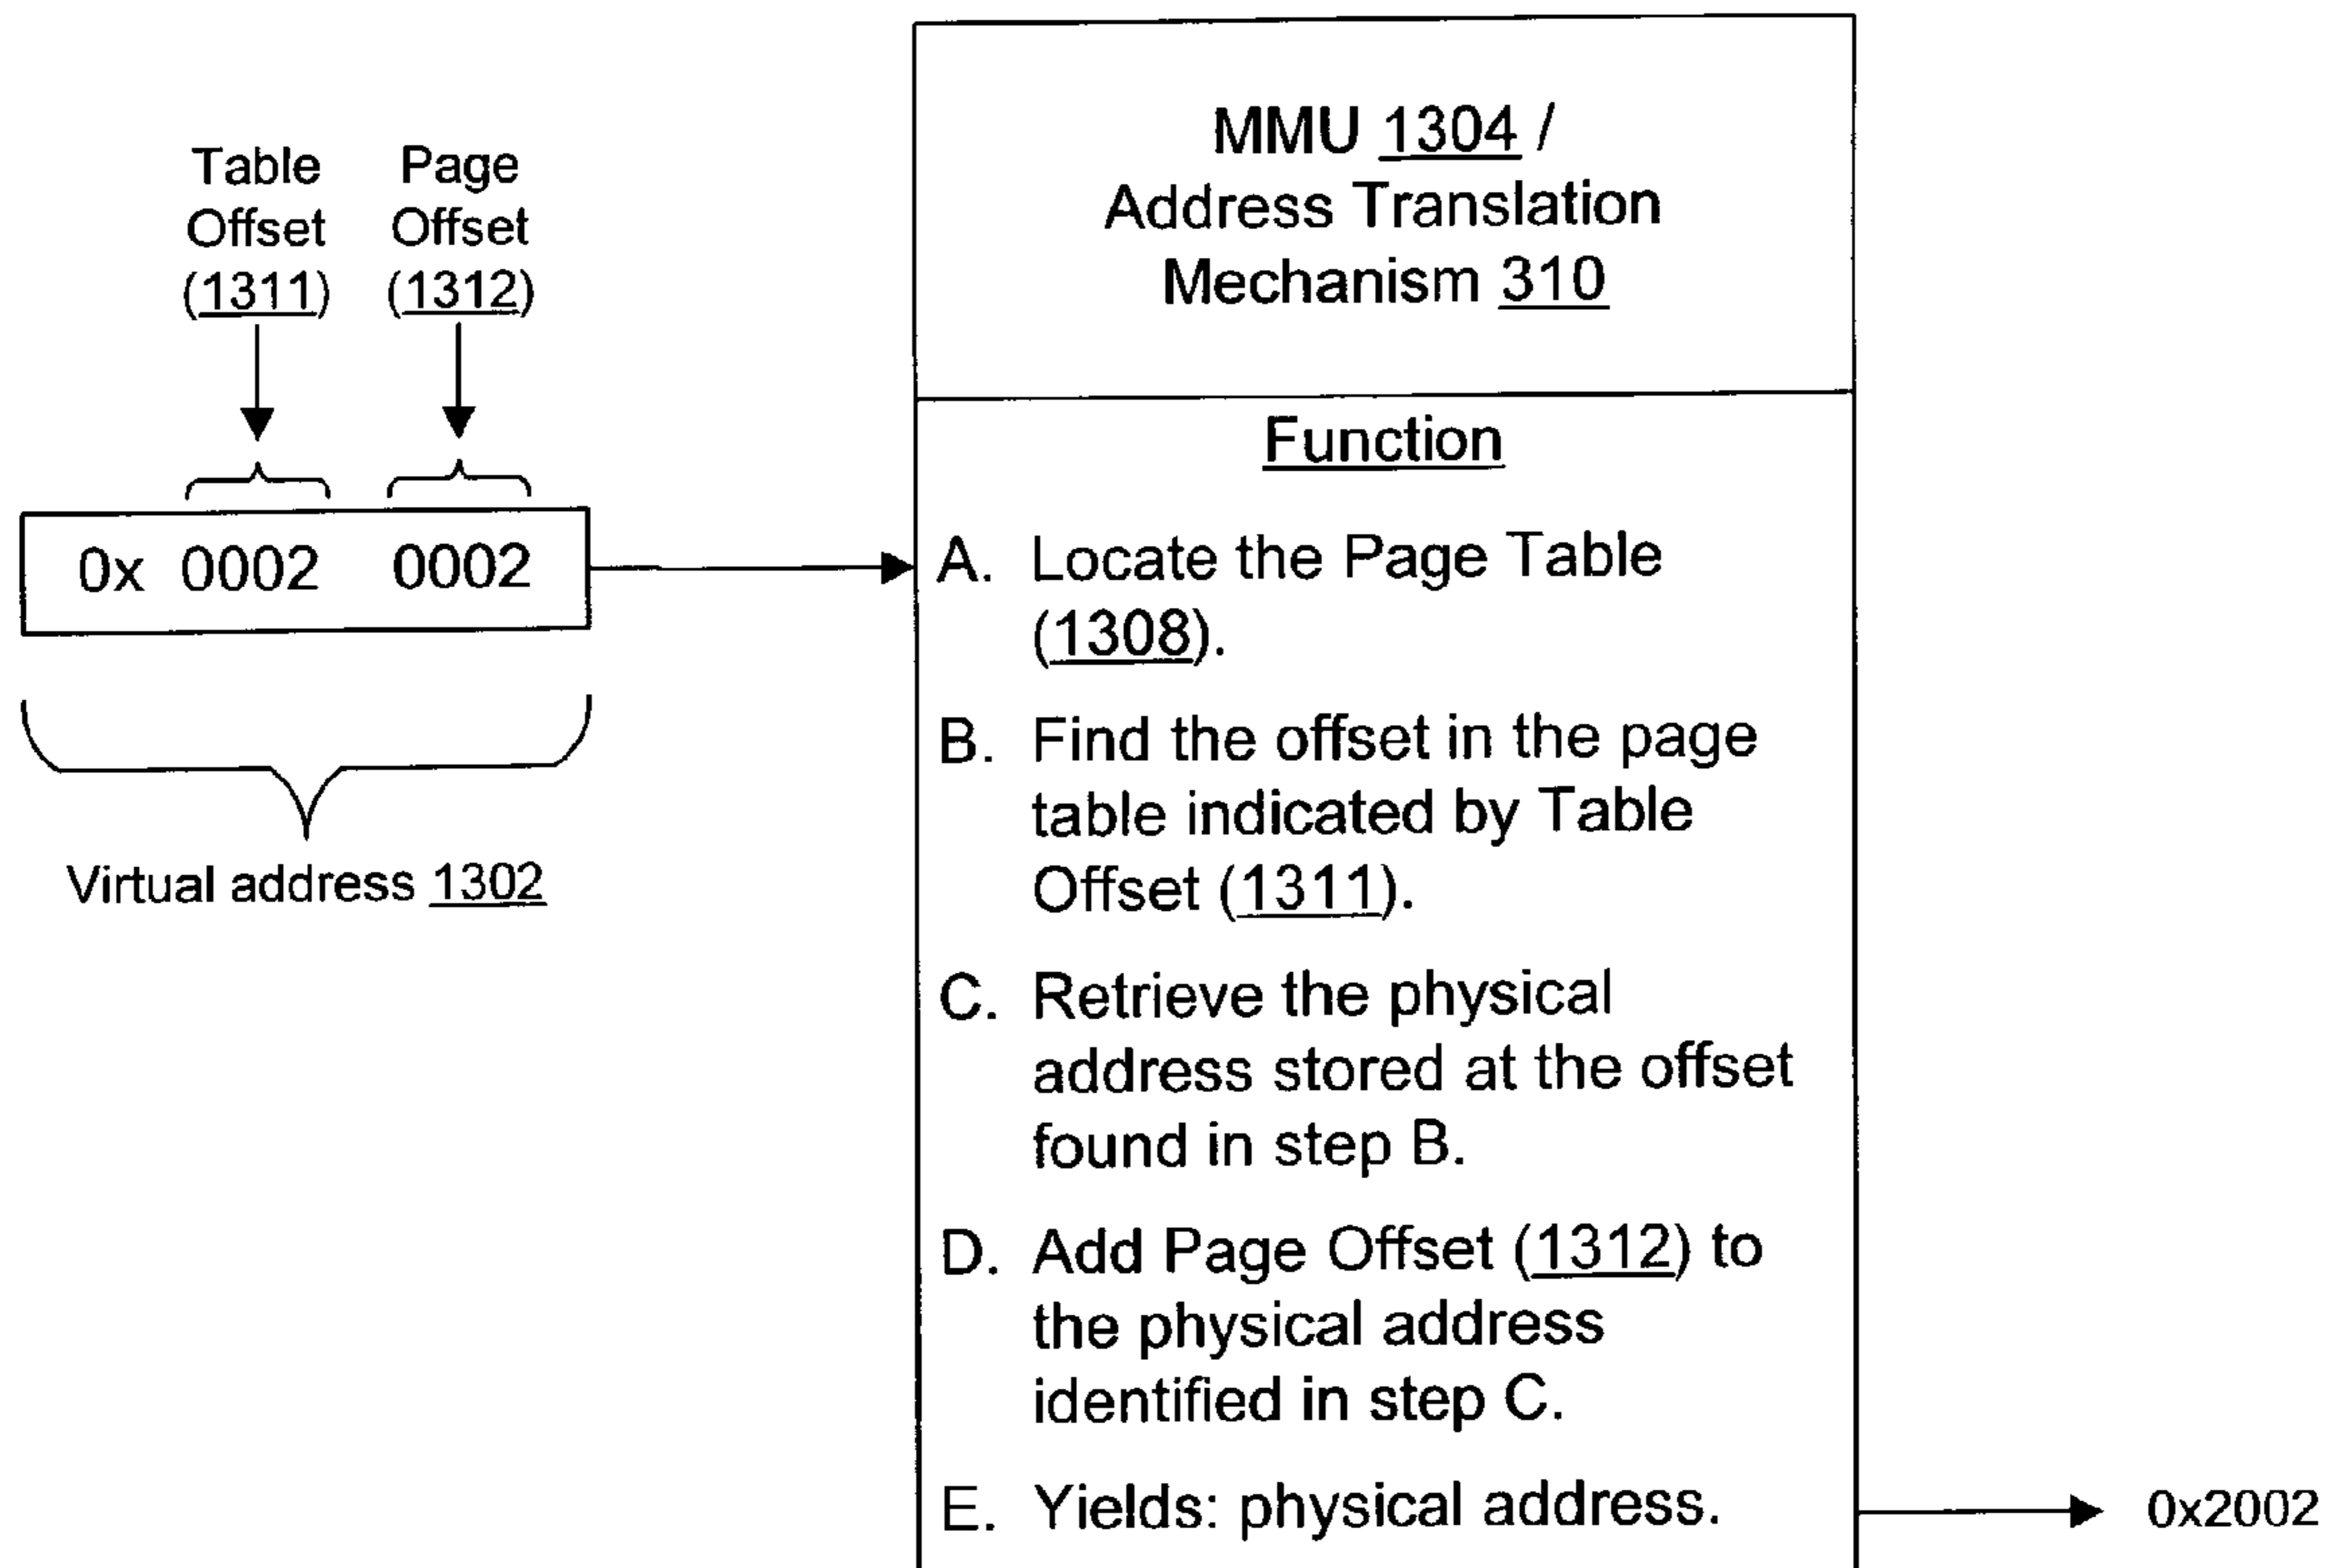 Table
Offset
(1311)
Page
Offset
(1312)
0x 0002 0002
Virtual address 1302
MMU 1304 /
Address Translation
Mechanism 310
Function
A. Locate the Page Table
(1308).
B. Find the offset in the page
table indicated by Table
Offset (1311).
C. Retrieve the physical
address stored at the offset
found in step B.
D. Add Page Offset (1312) to
the physical address
identified in step C.
E. Yields: physical address.
0x2002